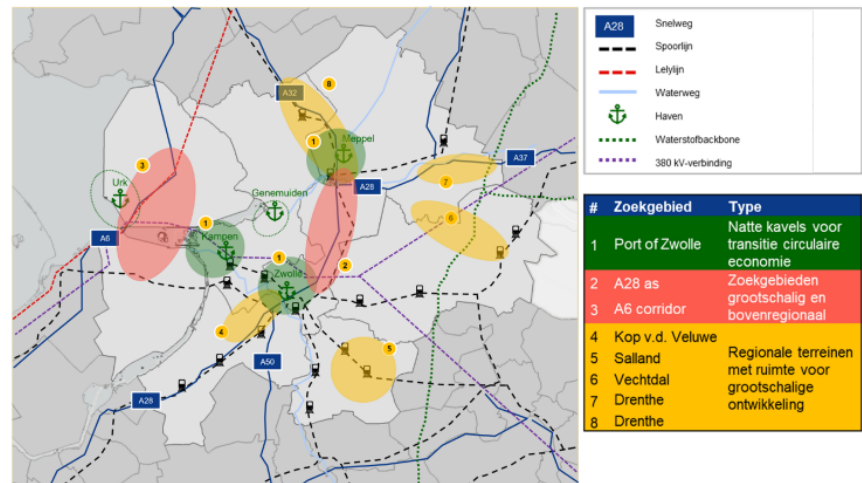 8
A32
1
Meppel
3
A37
Urk
A28
7
Genemuiden
1
6
Kampen
A6
1
2
Zwolle
4
5
A50
A28
A28 Snelweg
Spoorlijn
Lelylijn
Waterweg
Haven
Waterstofbackbone
380 kV-verbinding
# Zoekgebied Type
1 Port of Zwolle Natte kavels voor
transitie circulaire
economie
2 A28 as Zoekgebieden
grootschalig en
3 A6 corridor bovenregionaal
4 Kop v.d. Veluwe
5 Salland Regionale terreinen
met ruimte voor
6 Vechtdal grootschalige
7 Drenthe ontwikkeling
8 Drenthe